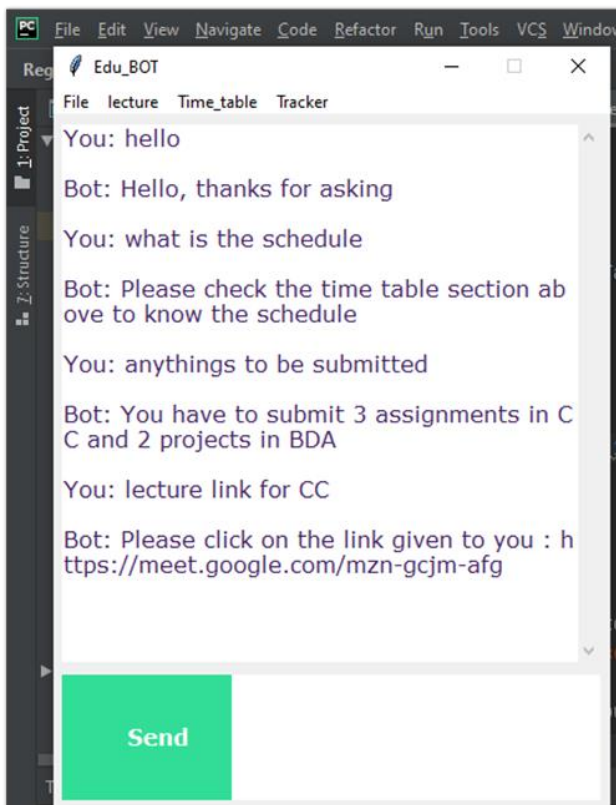 PC File Edit View Navigate Code Refactor Run Tools VCS Window
Reg
Edu_BOT
File lecture Time_table Tracker
1: Project
7: Structure
You: hello
Bot: Hello, thanks for asking
You: what is the schedule
Bot: Please check the time table section ab
ove to know the schedule
You: anythings to be submitted
Bot: You have to submit 3 assignments in C
C and 2 projects in BDA
You: lecture link for CC
Bot: Please click on the link given to you : h
ttps://meet.google.com/mzn-gcjm-afg
Send